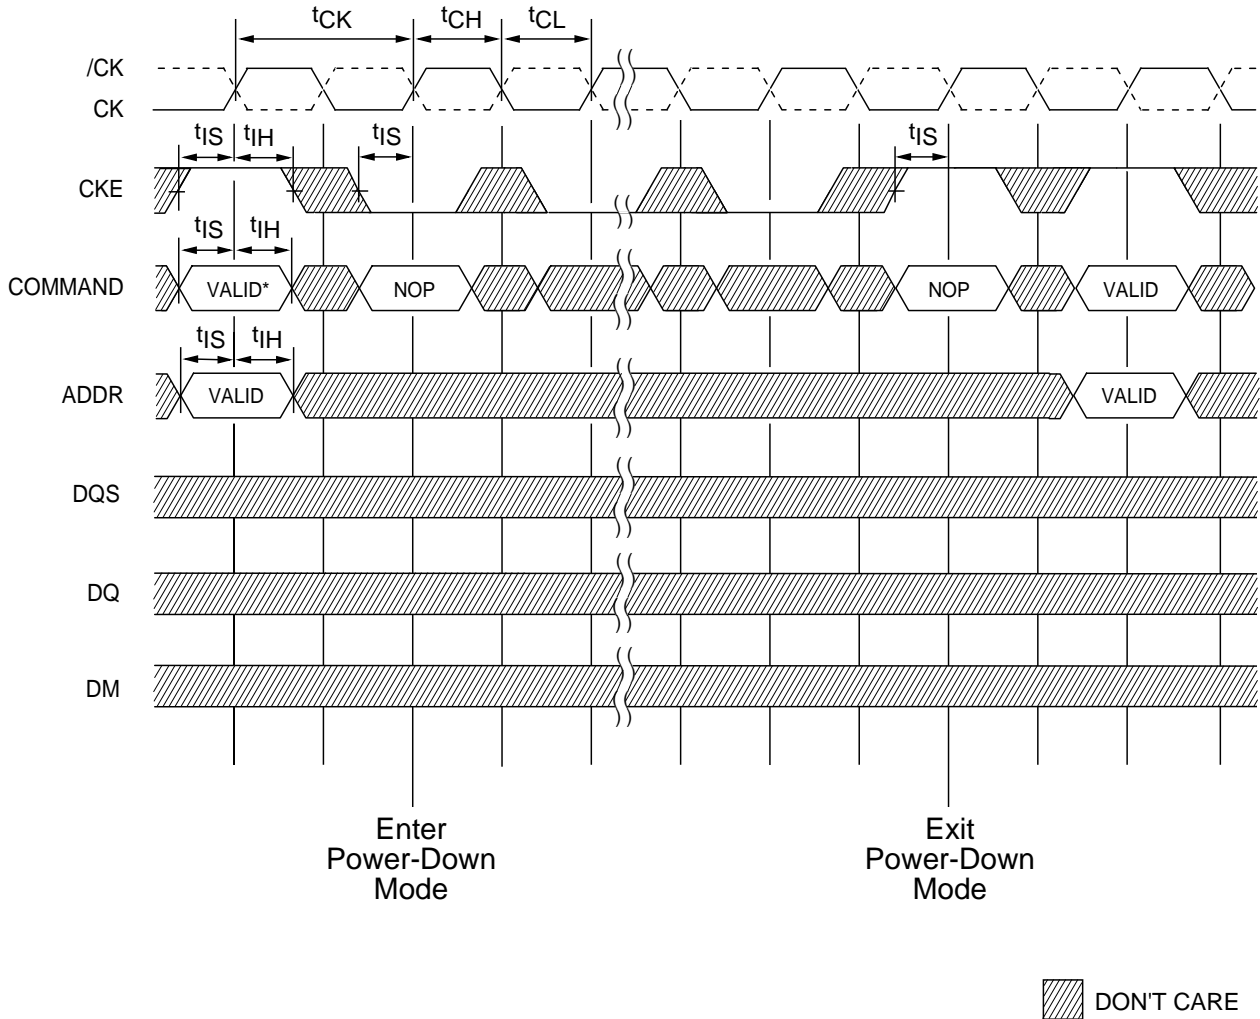 tCK tCH tCL
/CK
CK
tIS tIH tIS tIS
CKE
tIS tIH
COMMAND VALID* NOP NOP VALID
tIS tIH
ADDR VALID VALID
DQS
DQ
DM
Enter
Power-Down
Mode
Exit
Power-Down
Mode
DON'T CARE